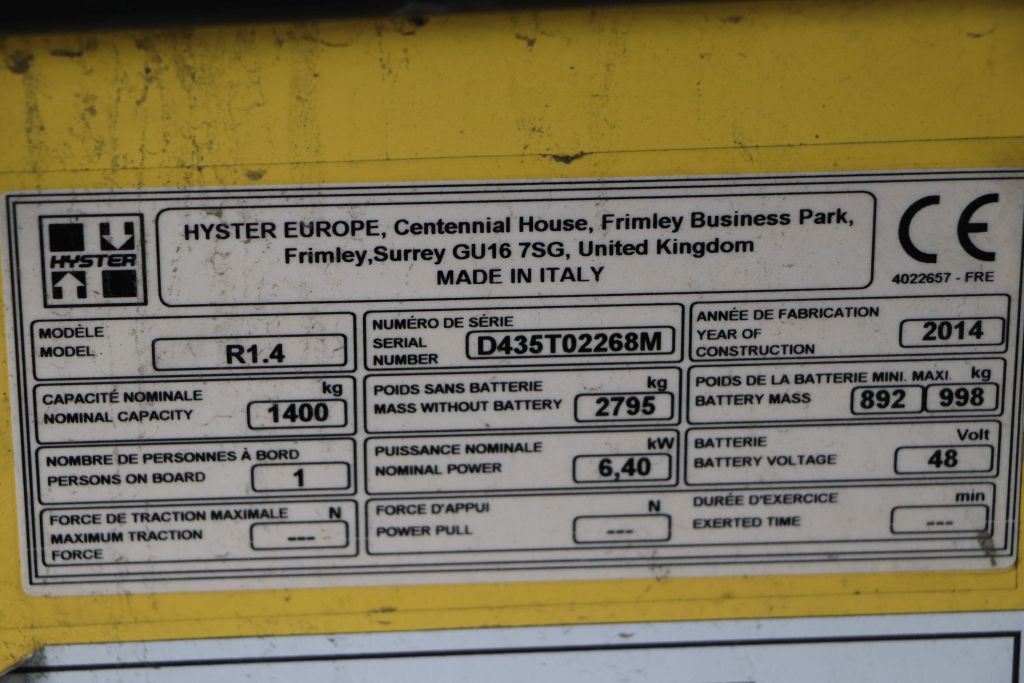 HYSTER
HYSTER EUROPE, Centennial House, Frimley Business Park,
Frimley,Surrey GU16 7SG, United Kingdom
MADE IN ITALY
CE
4022657 - FRE
MODÈLE
MODEL
R1.4
NUMÉRO DE SÉRIE
SERIAL
NUMBER
D435T02268M
ANNÉE DE FABRICATION
YEAR OF
CONSTRUCTION
2014
CAPACITÉ NOMINALE kg
NOMINAL CAPACITY 1400
POIDS SANS BATTERIE kg
MASS WITHOUT BATTERY 2795
POIDS DE LA BATTERIE MINI. MAXI. kg
BATTERY MASS 892 998
NOMBRE DE PERSONNES À BORD
PERSONS ON BOARD 1
PUISSANCE NOMINALE kW
NOMINAL POWER 6,40
BATTERIE Volt
BATTERY VOLTAGE 48
FORCE DE TRACTION MAXIMALE N
MAXIMUM TRACTION
FORCE
---
FORCE D'APPUI N
POWER PULL ---
DURÉE D'EXERCICE min
EXERTED TIME ---